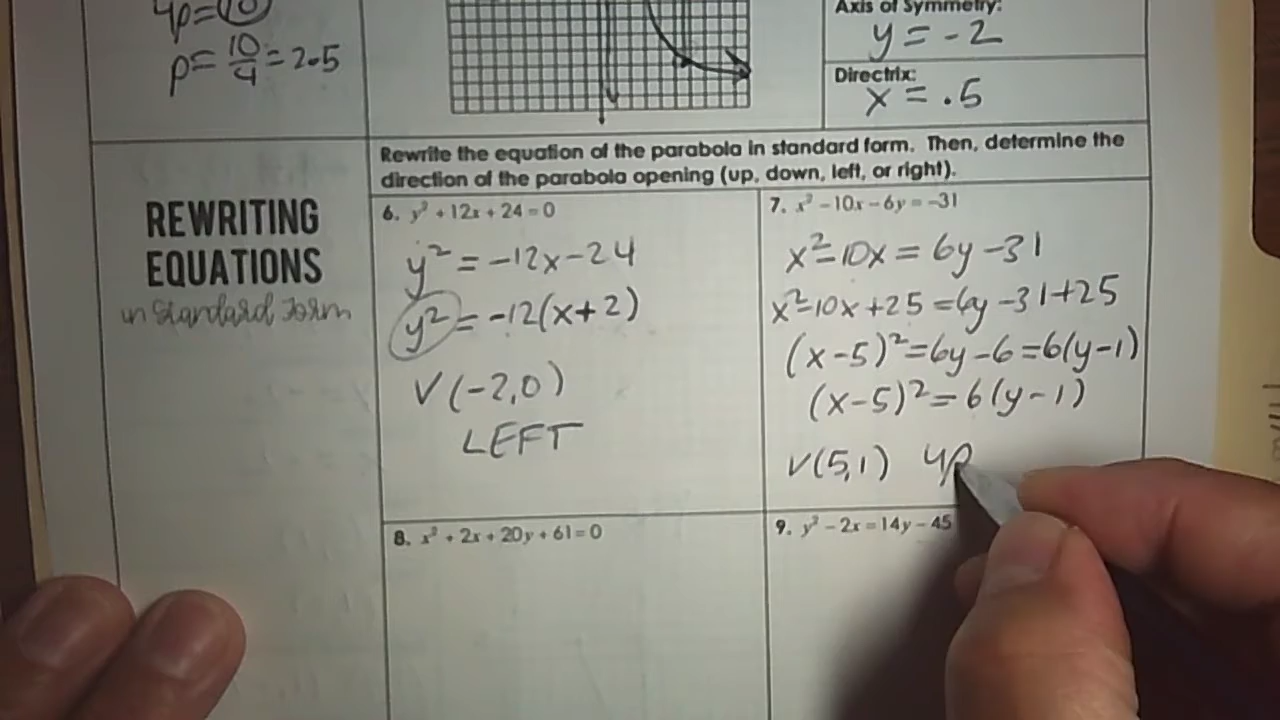 4p = 10
p = 10/4 = 2.5
Axis of Symmetry:
y = -2
Directrix:
x = .5
REWRITING
EQUATIONS
in Standard Form
Rewrite the equation of the parabola in standard form. Then, determine the
direction of the parabola opening (up, down, left, or right).
6. y² + 12x + 24 = 0
y² = -12x - 24
y² = -12(x+2)
V(-2,0)
LEFT
7. x² - 10x - 6y = -31
x² - 10x = 6y - 31
x² - 10x + 25 = 6y - 31 + 25
(x-5)² = 6y - 6 = 6(y-1)
(x-5)² = 6(y-1)
V(5,1) 4p
8. x² + 2x + 20y + 61 = 0
9. y² - 2x = 14y - 45